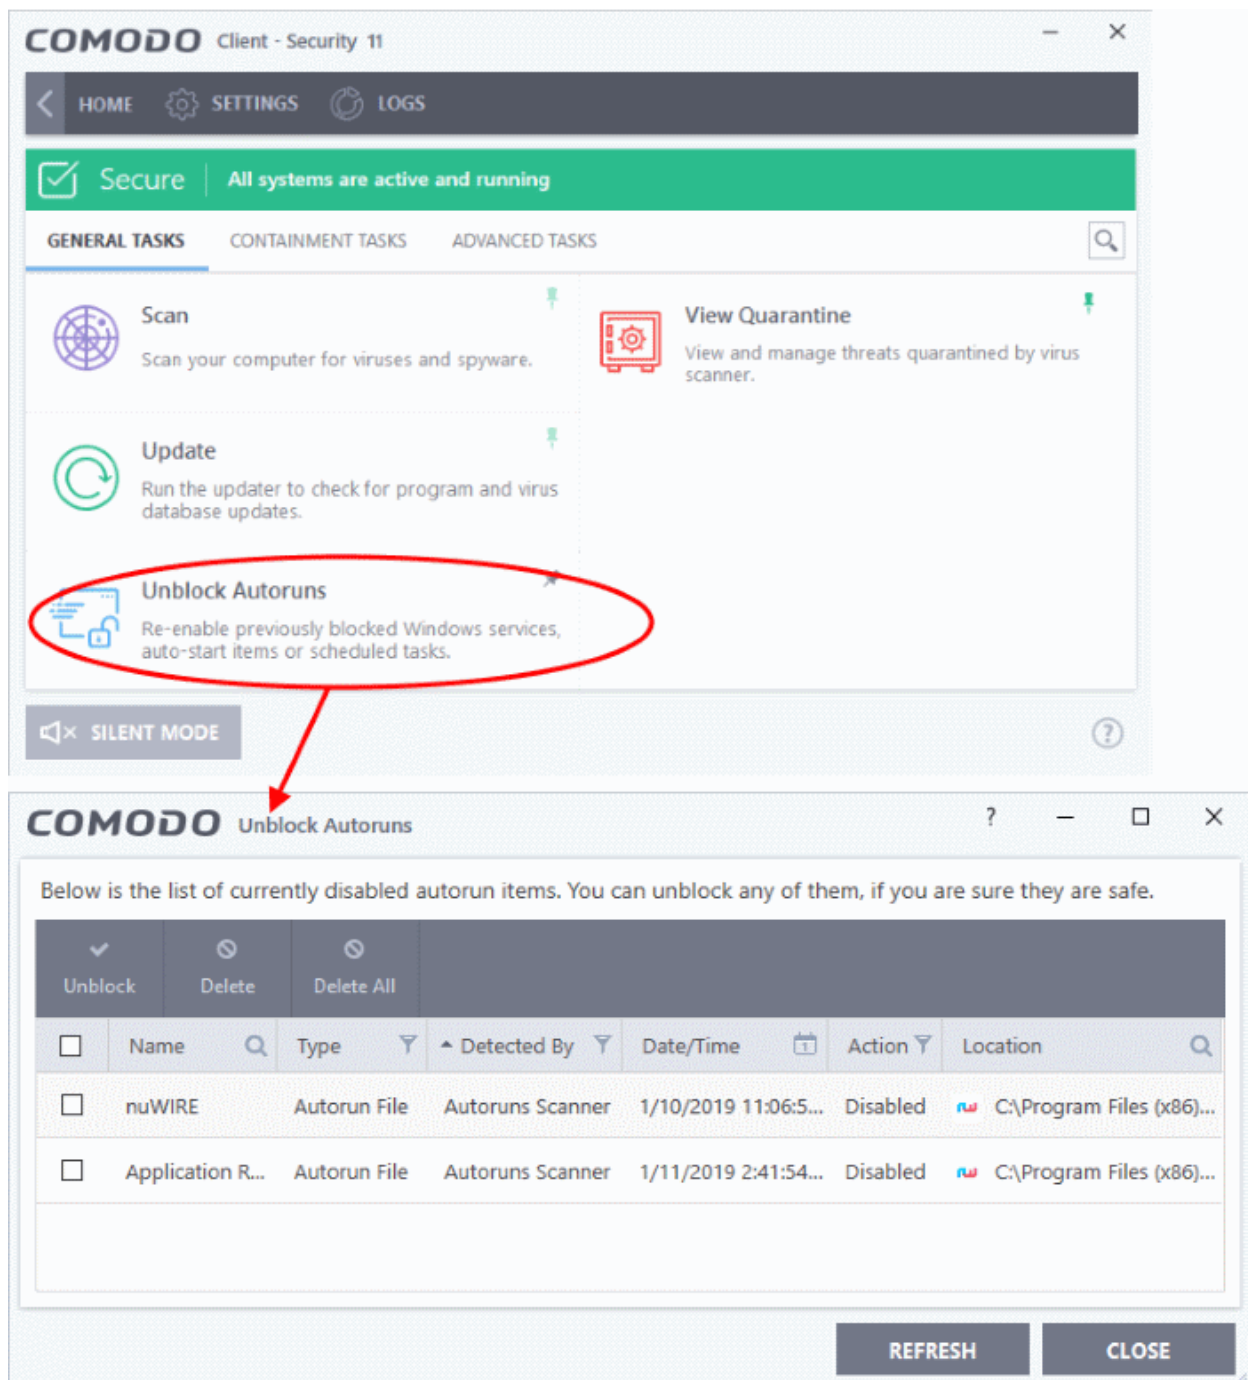 COMODO Client - Security 11
HOME SETTINGS LOGS
Secure All systems are active and running
GENERAL TASKS CONTAINMENT TASKS ADVANCED TASKS
Scan
Scan your computer for viruses and spyware.
View Quarantine
View and manage threats quarantined by virus
scanner.
Update
Run the updater to check for program and virus
database updates.
Unblock Autoruns
Re-enable previously blocked Windows services,
auto-start items or scheduled tasks.
SILENT MODE ?
COMODO Unblock Autoruns ?
Below is the list of currently disabled autorun items. You can unblock any of them, if you are sure they are safe.
Unblock Delete Delete All
Name Type Detected By Date/Time 1 Action Location
nuWIRE Autorun File Autoruns Scanner 1/10/2019 11:06:5... Disabled C:\Program Files (x86)...
Application R... Autorun File Autoruns Scanner 1/11/2019 2:41:54... Disabled C:\Program Files (x86)...
REFRESH CLOSE